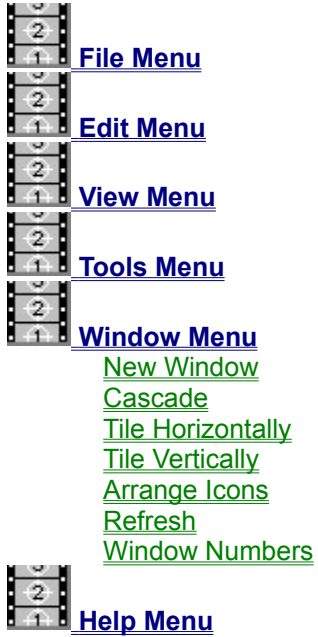 File Menu
Edit Menu
View Menu
Tools Menu
Window Menu
New Window
Cascade
Tile Horizontally
Tile Vertically
Arrange Icons
Refresh
Window Numbers
Help Menu